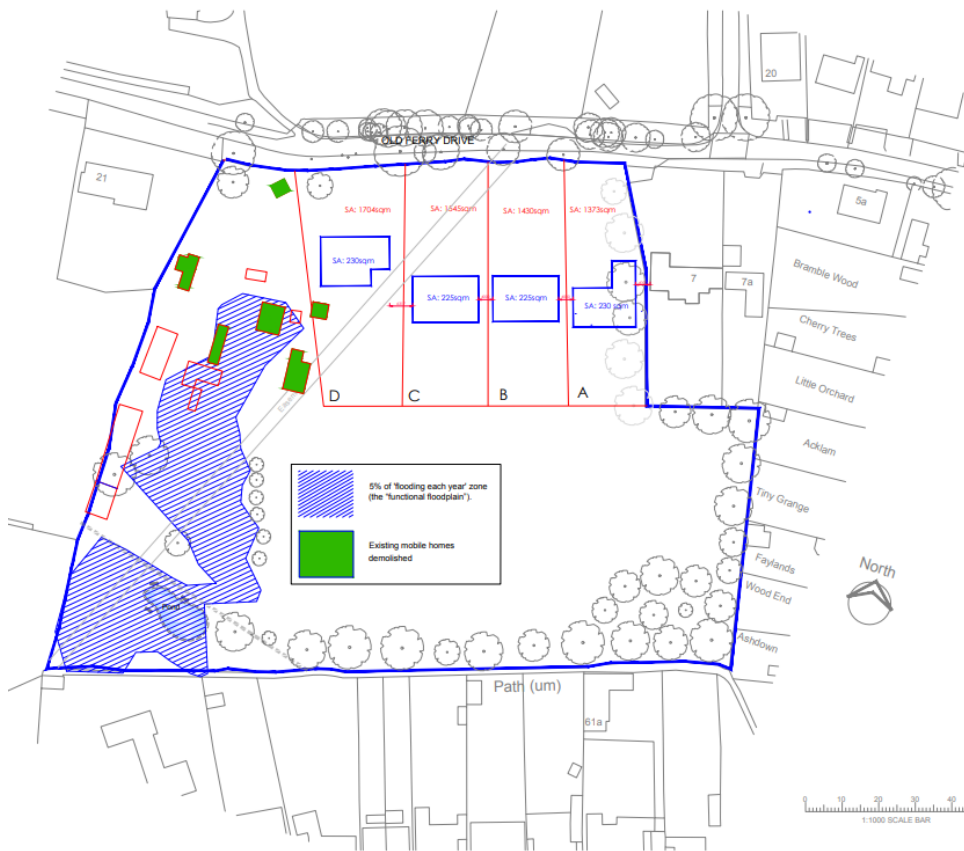 20
OLD FERRY DRIVE
21
5a
SA: 1704sqm
SA: 1545sqm
SA: 1430sqm
SA: 1373sqm
SA: 230sqm
SA: 225sqm
SA: 225sqm
SA: 230 sqm
7
7a
Bramble Wood
Cherry Trees
Little Orchard
Acklam
Tiny Grange
Faylands
Wood End
Ashdown
D
C
B
A
5% of 'flooding each year' zone
(the "functional floodplain").
Existing mobile homes
demolished
North
Pond
Path (um)
61a
0 10 20 30 40
1:1000 SCALE BAR